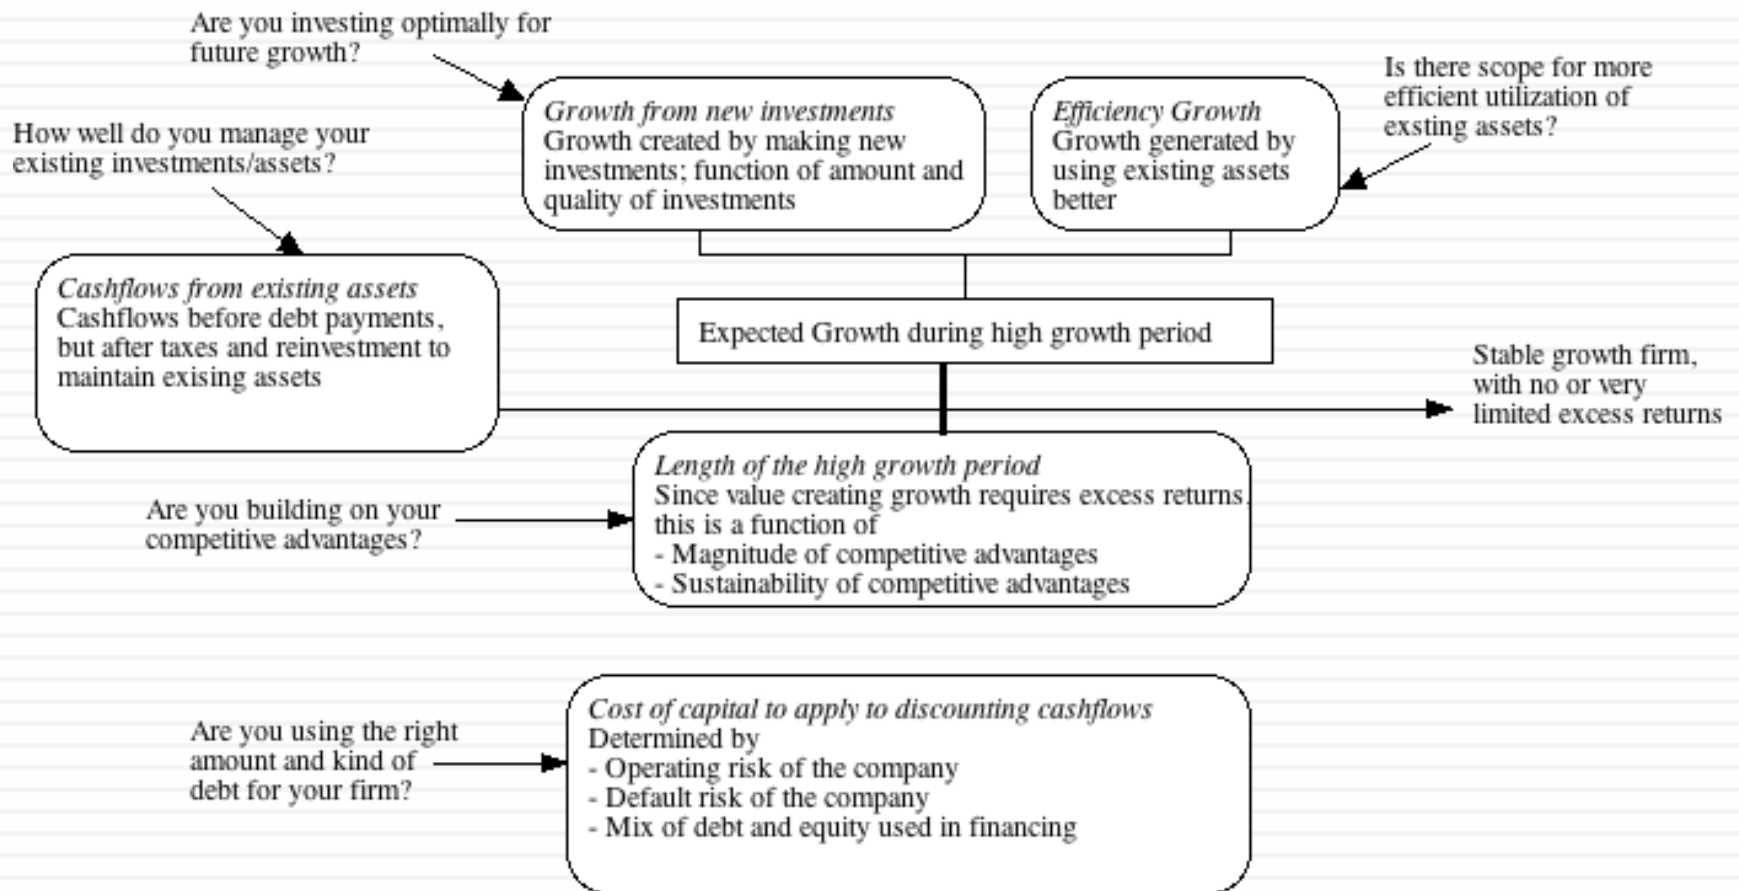 Are you investing optimally for
future growth?
Is there scope for more
efficient utilization of
exsting assets?
Growth from new investments
Growth created by making new
investments; function of amount and
quality of investments
Efficiency Growth
Growth generated by
using existing assets
better
How well do you manage your
existing investments/assets?
Cashflows from existing assets
Cashflows before debt payments,
but after taxes and reinvestment to
maintain exising assets
Expected Growth during high growth period
Stable growth firm,
with no or very
limited excess returns
Length of the high growth period
Since value creating growth requires excess returns,
this is a function of
- Magnitude of competitive advantages
- Sustainability of competitive advantages
Are you building on your
competitive advantages?
Cost of capital to apply to discounting cashflows
Determined by
- Operating risk of the company
- Default risk of the company
- Mix of debt and equity used in financing
Are you using the right
amount and kind of
debt for your firm?